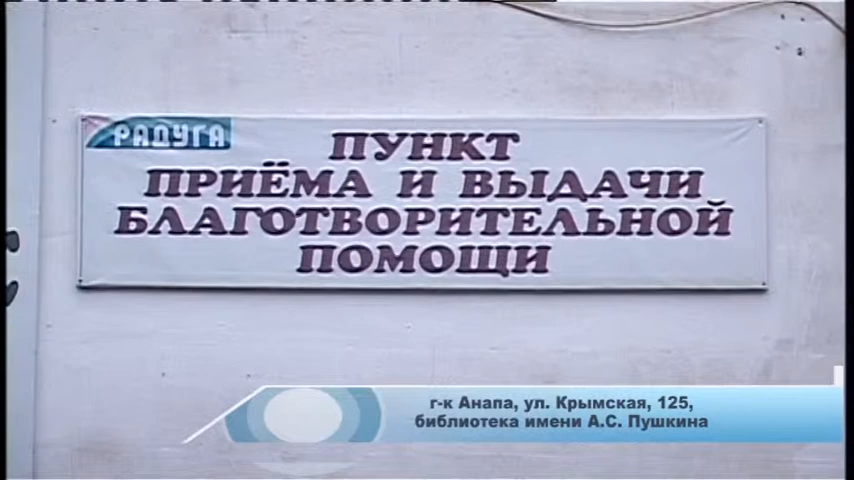 РАДУГА
ПУНКТ
ПРИЁМА И ВЫДАЧИ
БЛАГОТВОРИТЕЛЬНОЙ
ПОМОЩИ
г-к Анапа, ул. Крымская, 125,
библиотека имени А.С. Пушкина